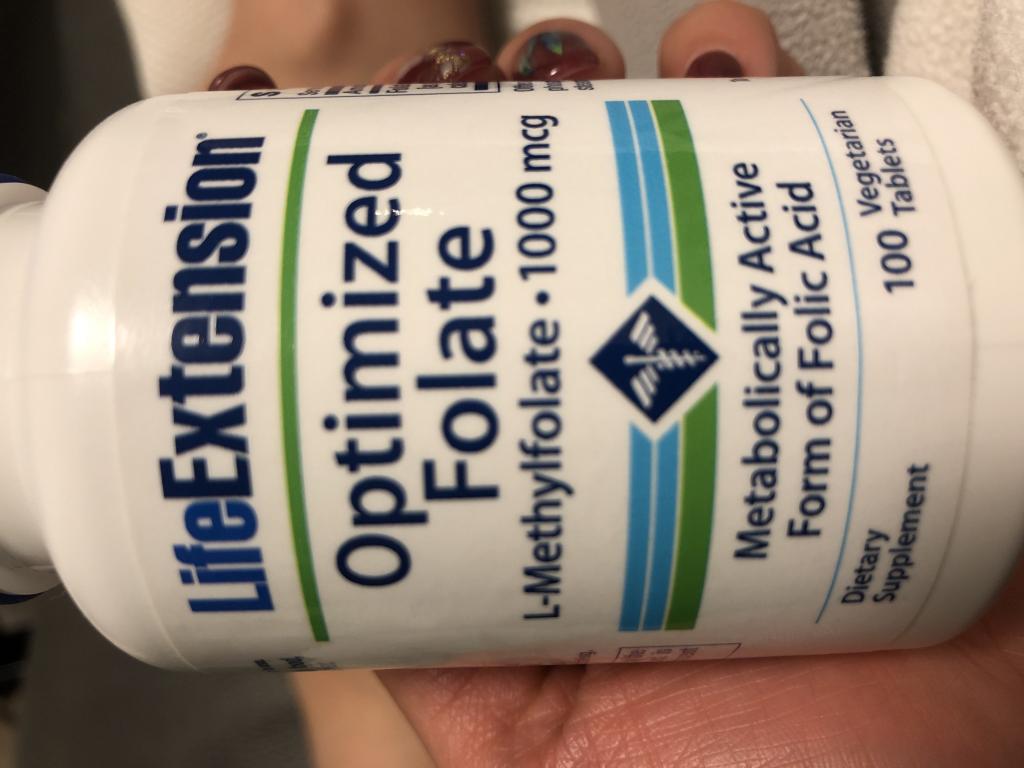 LifeExtension®
Optimized
Folate
L-Methylfolate • 1000 mcg
Metabolically Active
Form of Folic Acid
Dietary
Supplement
100 Vegetarian
Tablets